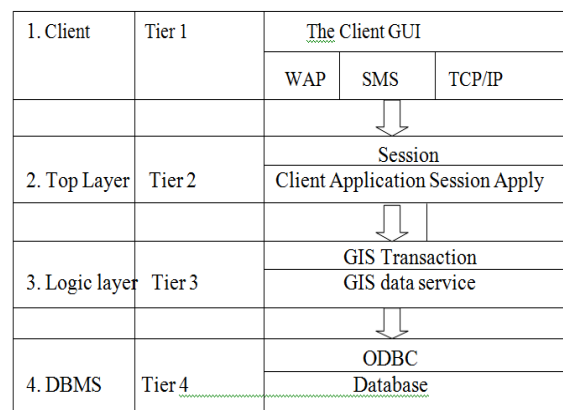 1. Client Tier 1 The Client GUI
WAP SMS TCP/IP
Session
2. Top Layer Tier 2 Client Application Session Apply
GIS Transaction
3. Logic layer Tier 3 GIS data service
ODBC
4. DBMS Tier 4 Database